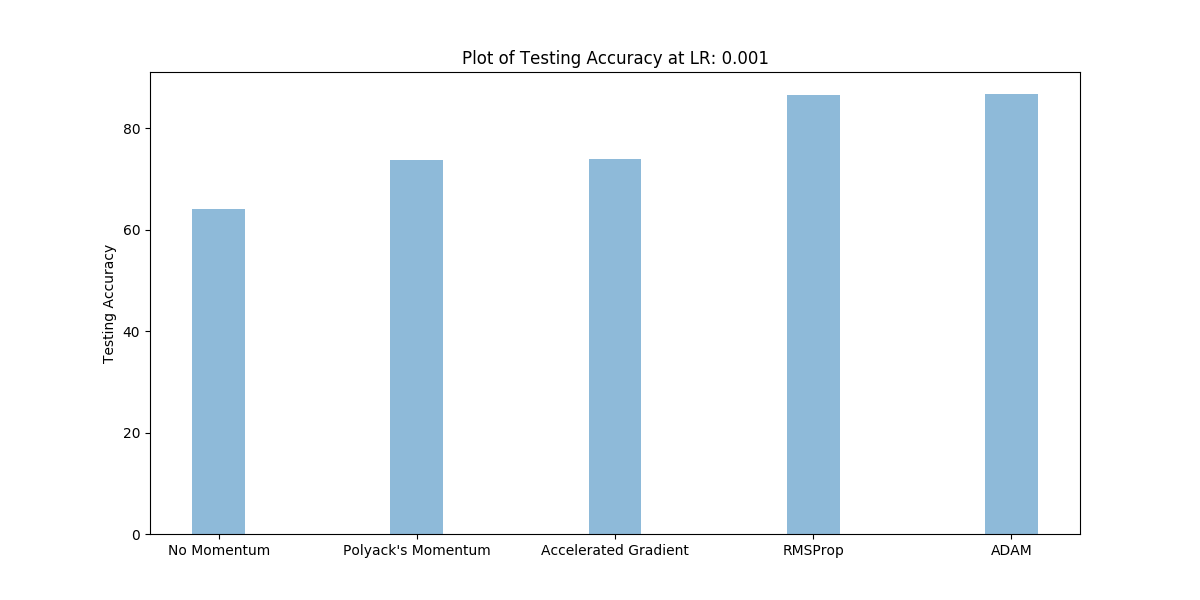 Plot of Testing Accuracy at LR: 0.001
Testing Accuracy
80
60
40
20
0
No Momentum
Polyack's Momentum
Accelerated Gradient
RMSProp
ADAM